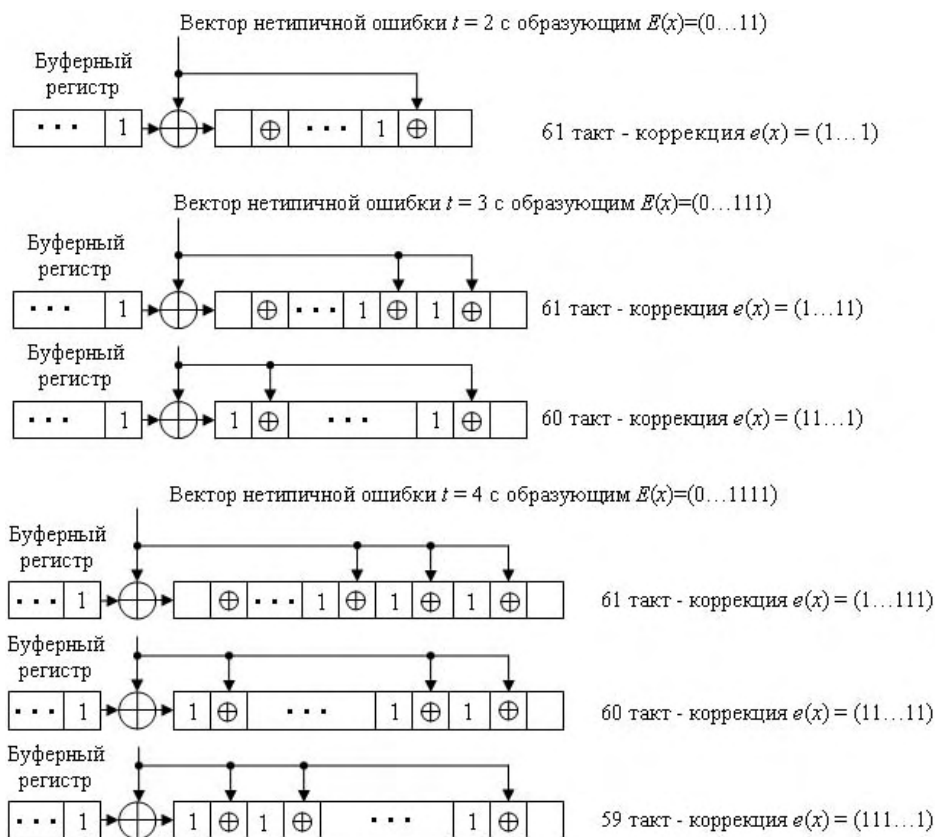 Вектор нетипичной ошибки t = 2 с образующим E(x)=(0...11)
Буферный
регистр
··· 1 ⊕ ··· 1 ⊕
61 такт - коррекция e(x) = (1...1)
Вектор нетипичной ошибки t = 3 с образующим E(x)=(0...111)
Буферный
регистр
··· 1 ⊕ ··· 1 ⊕ 1 ⊕
61 такт - коррекция e(x) = (1...11)
Буферный
регистр
··· 1 1 ⊕ ··· 1 ⊕
60 такт - коррекция e(x) = (11...1)
Вектор нетипичной ошибки t = 4 с образующим E(x)=(0...1111)
Буферный
регистр
··· 1 ⊕ ··· 1 ⊕ 1 ⊕ 1 ⊕
61 такт - коррекция e(x) = (1...111)
Буферный
регистр
··· 1 1 ⊕ ··· 1 ⊕ 1 ⊕
60 такт - коррекция e(x) = (11...11)
Буферный
регистр
··· 1 1 ⊕ 1 ⊕ ··· 1 ⊕
59 такт - коррекция e(x) = (111...1)